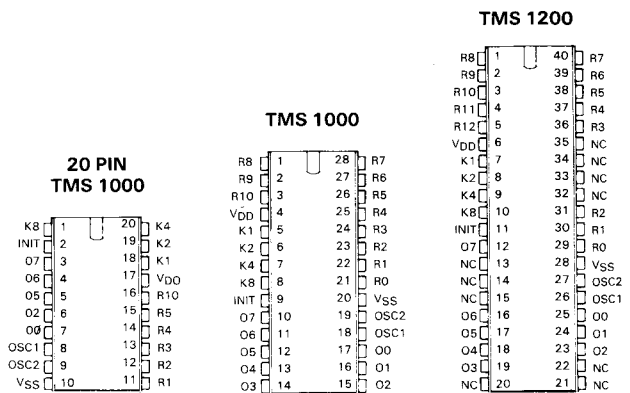 TMS 1200
R8 1 40 R7
R9 2 39 R6
R10 3 38 R5
R11 4 37 R4
R12 5 36 R3
VDD 6 35 NC
K1 7 34 NC
K2 8 33 NC
K4 9 32 NC
K8 10 31 R2
INIT 11 30 R1
O7 12 29 R0
NC 13 28 VSS
NC 14 27 OSC2
NC 15 26 OSC1
O6 16 25 O0
O5 17 24 O1
O4 18 23 O2
O3 19 22 NC
NC 20 21 NC
TMS 1000
R8 1 28 R7
R9 2 27 R6
R10 3 26 R5
VDD 4 25 R4
K1 5 24 R3
K2 6 23 R2
K4 7 22 R1
K8 8 21 R0
INIT 9 20 VSS
O7 10 19 OSC2
O6 11 18 OSC1
O5 12 17 O0
O4 13 16 O1
O3 14 15 O2
20 PIN
TMS 1000
K8 1 20 K4
INIT 2 19 K2
O7 3 18 K1
O6 4 17 VDD
O5 5 16 R10
O2 6 15 R5
O0 7 14 R4
OSC1 8 13 R3
OSC2 9 12 R2
VSS 10 11 R1